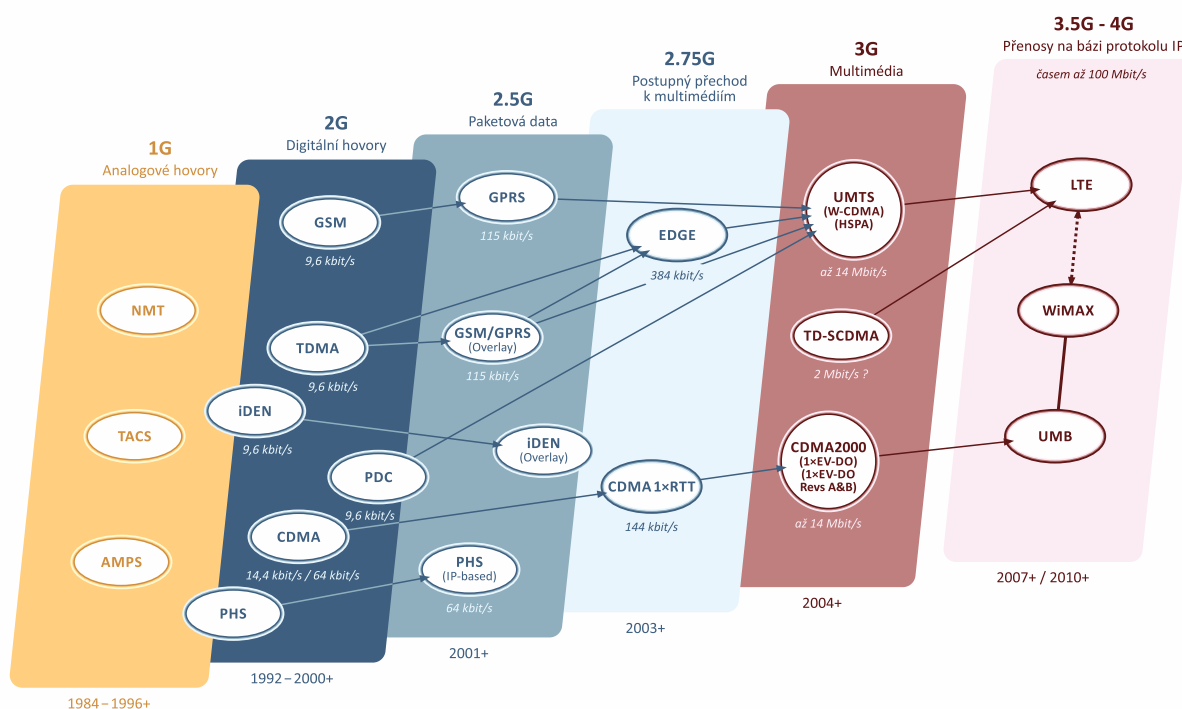 1G
Analogové hovory
NMT
TACS
AMPS
1984–1996+
2G
Digitální hovory
GSM
9,6 kbit/s
TDMA
9,6 kbit/s
iDEN
9,6 kbit/s
PDC
9,6 kbit/s
CDMA
14,4 kbit/s / 64 kbit/s
PHS
1992–2000+
2.5G
Paketová data
GPRS
115 kbit/s
GSM/GPRS
(Overlay)
115 kbit/s
iDEN
(Overlay)
PHS
(IP-based)
64 kbit/s
2001+
2.75G
Postupný přechod
k multimédiím
EDGE
384 kbit/s
CDMA 1×RTT
144 kbit/s
2003+
3G
Multimédia
UMTS
(W-CDMA)
(HSPA)
až 14 Mbit/s
TD-SCDMA
2 Mbit/s ?
CDMA2000
(1×EV-DO)
(1×EV-DO
Revs A&B)
až 14 Mbit/s
2004+
3.5G - 4G
Přenosy na bázi protokolu IP
časem až 100 Mbit/s
LTE
WiMAX
UMB
2007+ / 2010+